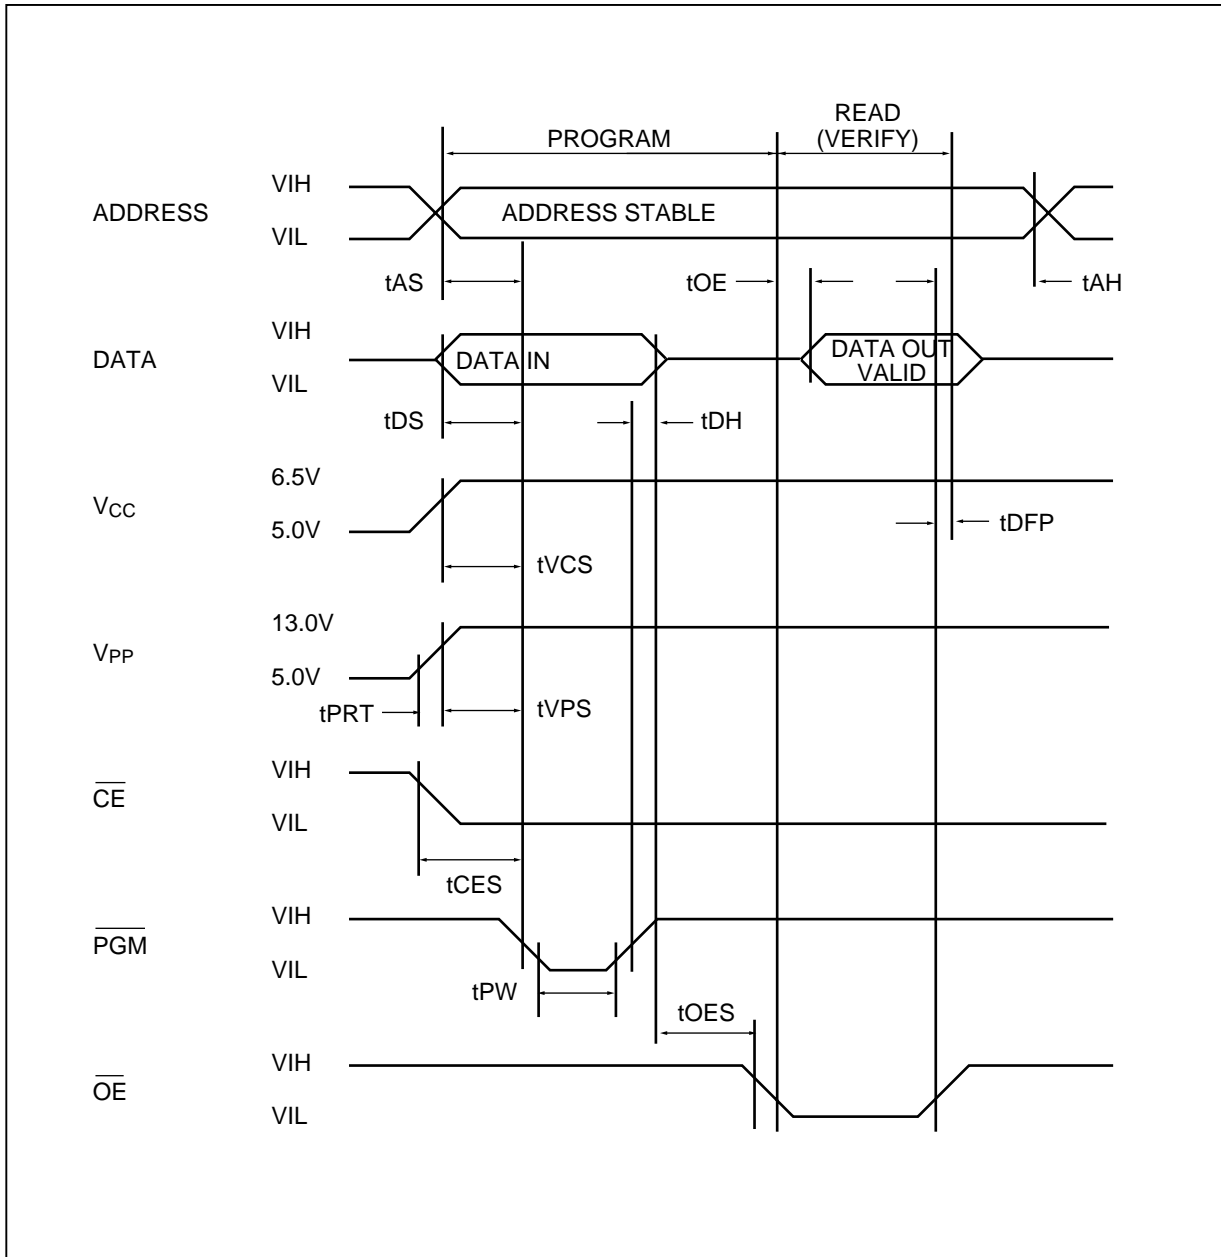 READ
(VERIFY)
PROGRAM
ADDRESS
VIH
VIL
ADDRESS STABLE
tAS
tOE
tAH
DATA
VIH
VIL
DATA IN
DATA OUT
VALID
tDS
tDH
VCC
6.5V
5.0V
tVCS
tDFP
VPP
13.0V
5.0V
tPRT
tVPS
CE
VIH
VIL
tCES
PGM
VIH
VIL
tPW
tOES
OE
VIH
VIL